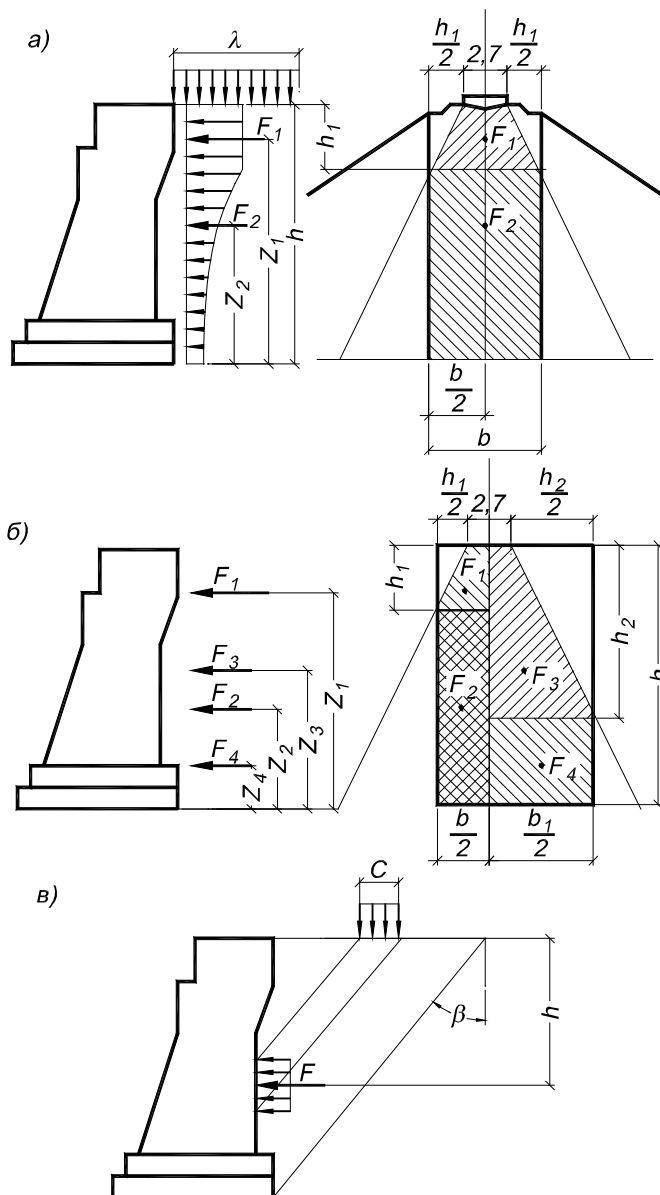 а)
λ
h₁/2 2,7 h₁/2
h₁
F₁
F₁
F₂
F₂
Z₂
Z₁
h
b/2
b
б)
h₁/2 2,7 h₂/2
F₁
F₃
F₂
F₄
Z₄
Z₂
Z₃
Z₁
h₁
F₁
F₂
F₃
F₄
h₂
h
b/2 b₁/2
в)
C
β
h
F